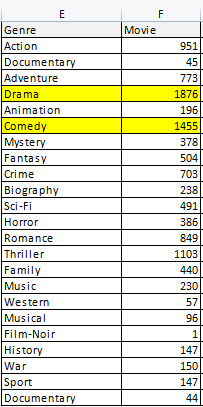 E F
Genre Movie
Action 951
Documentary 45
Adventure 773
Drama 1876
Animation 196
Comedy 1455
Mystery 378
Fantasy 504
Crime 703
Biography 238
Sci-Fi 491
Horror 386
Romance 849
Thriller 1103
Family 440
Music 230
Western 57
Musical 96
Film-Noir 1
History 147
War 150
Sport 147
Documentary 44